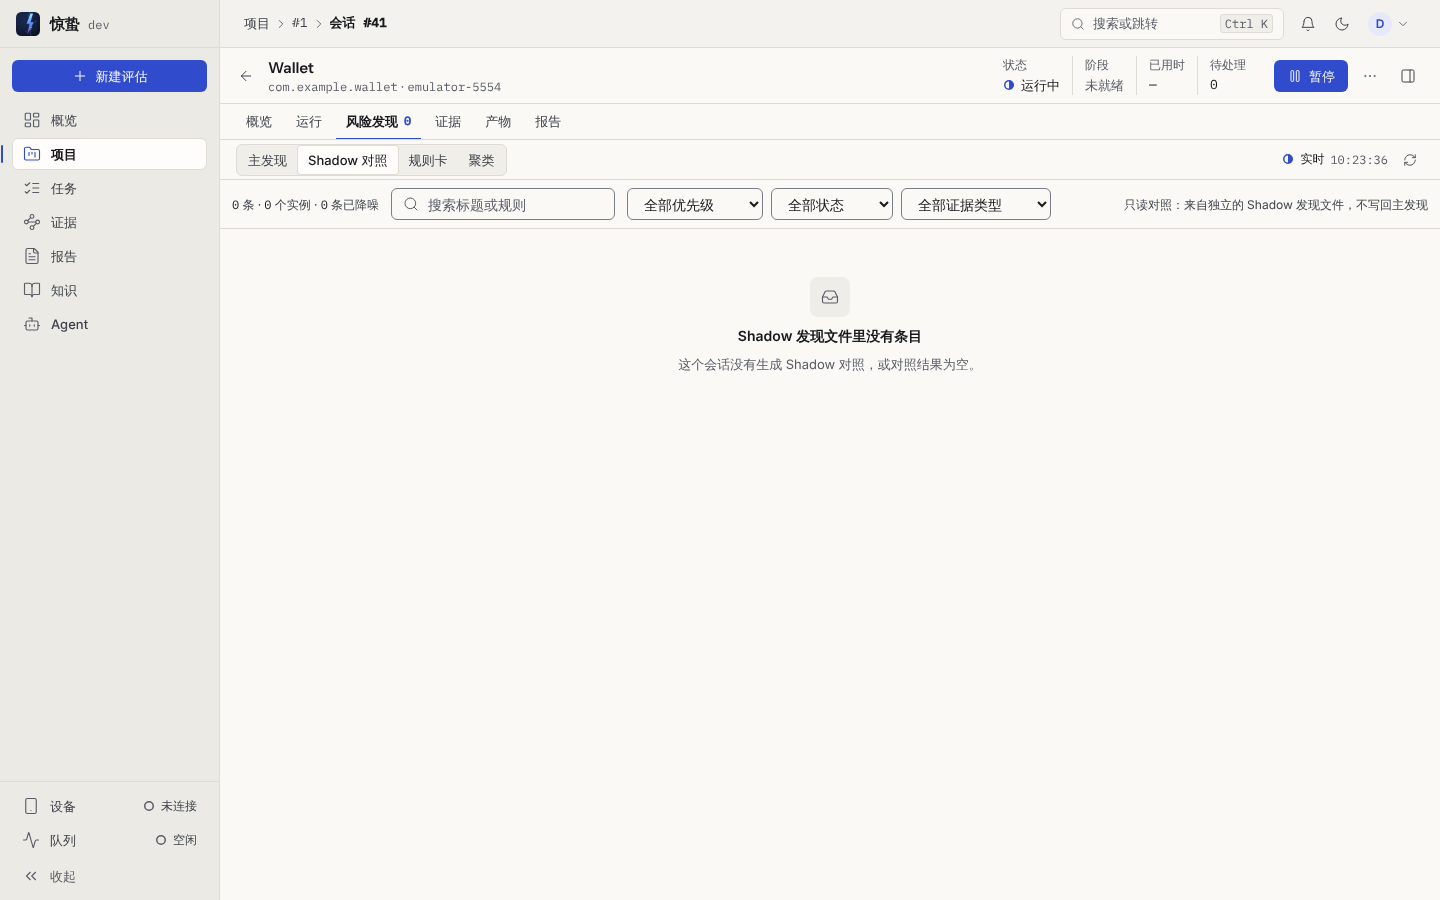 惊蛰 dev
项目 > #1 > 会话 #41
搜索或跳转 Ctrl K
D
新建评估
概览
项目
任务
证据
报告
知识
Agent
设备 未连接
队列 空闲
收起
Wallet
com.example.wallet · emulator-5554
状态 阶段 已用时 待处理
运行中 未就绪 — 0
暂停
概览 运行 风险发现 0 证据 产物 报告
主发现 Shadow 对照 规则卡 聚类
实时 10:23:36
0 条 · 0 个实例 · 0 条已降噪
搜索标题或规则
全部优先级 全部状态 全部证据类型
只读对照：来自独立的 Shadow 发现文件，不写回主发现
Shadow 发现文件里没有条目
这个会话没有生成 Shadow 对照，或对照结果为空。